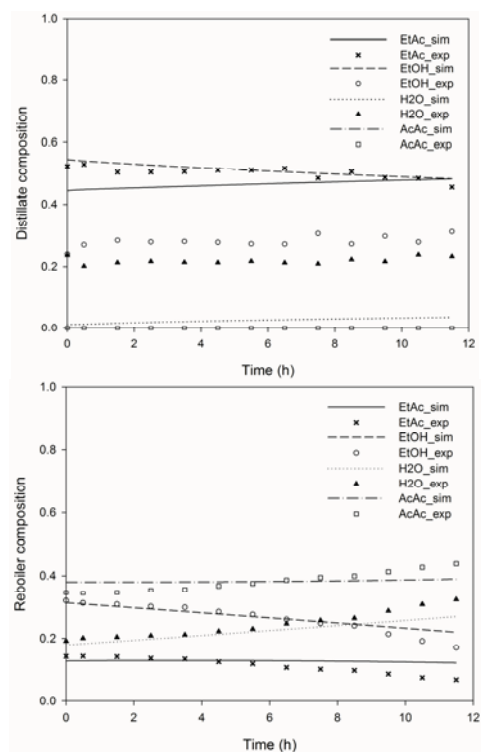 1.0
0.8
0.6
0.4
0.2
0.0
Distillate composition
EtAc_sim
EtAc_exp
EtOH_sim
EtOH_exp
H2O_sim
H2O_exp
AcAc_sim
AcAc_exp
0 2 4 6 8 10 12
Time (h)
1.0
0.8
0.6
0.4
0.2
0.0
Reboiler composition
EtAc_sim
EtAc_exp
EtOH_sim
EtOH_exp
H2O_sim
H2O_exp
AcAc_sim
AcAc_exp
0 2 4 6 8 10 12
Time (h)